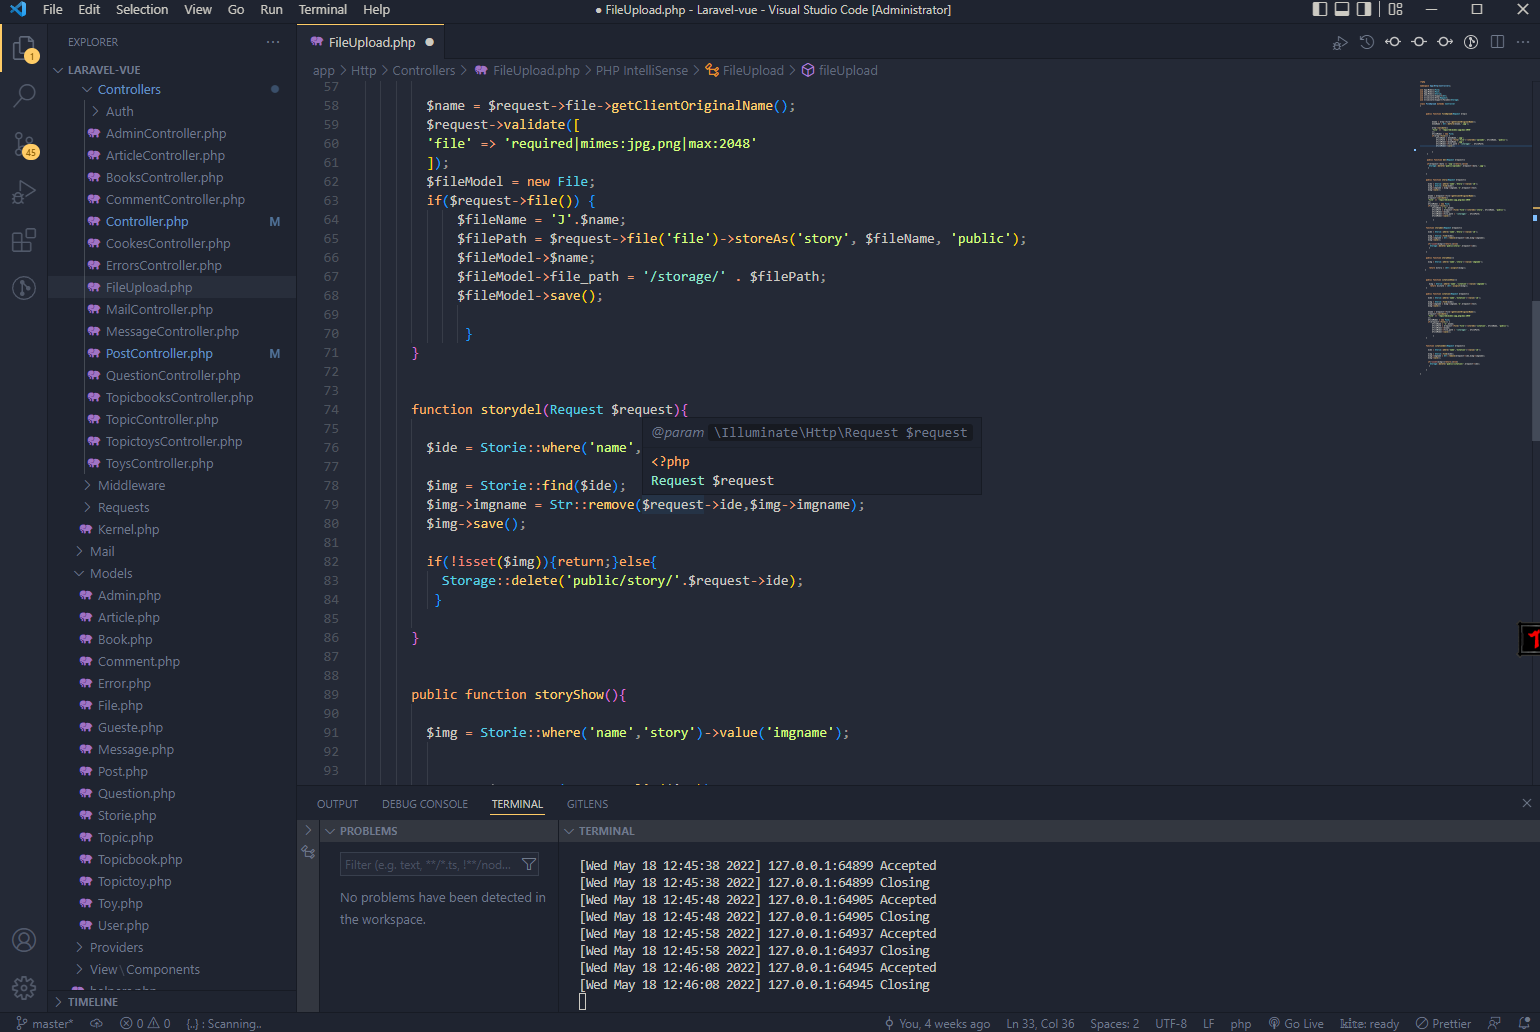 File Edit Selection View Go Run Terminal Help
● FileUpload.php - Laravel-vue - Visual Studio Code [Administrator]
EXPLORER
LARAVEL-VUE
Controllers
Auth
AdminController.php
ArticleController.php
BooksController.php
CommentController.php
Controller.php M
CookesController.php
ErrorsController.php
FileUpload.php
MailController.php
MessageController.php
PostController.php M
QuestionController.php
TopicbooksController.php
TopicController.php
TopictoysController.php
ToysController.php
Middleware
Requests
Kernel.php
Mail
Models
Admin.php
Article.php
Book.php
Comment.php
Error.php
File.php
Gueste.php
Message.php
Post.php
Question.php
Storie.php
Topic.php
Topicbook.php
Topictoy.php
Toy.php
User.php
Providers
View \ Components
helpers.php
TIMELINE
1
45
FileUpload.php ●
app > Http > Controllers > FileUpload.php > PHP IntelliSense > FileUpload > fileUpload
57
58 $name = $request->file->getClientOriginalName();
59 $request->validate([
60 'file' => 'required|mimes:jpg,png|max:2048'
61 ]);
62 $fileModel = new File;
63 if($request->file()) {
64 $fileName = 'J'.$name;
65 $filePath = $request->file('file')->storeAs('story', $fileName, 'public');
66 $fileModel->$name;
67 $fileModel->file_path = '/storage/' . $filePath;
68 $fileModel->save();
69
70 }
71 }
72
73
74 function storydel(Request $request){
75
76 $ide = Storie::where('name',
77
78 $img = Storie::find($ide);
79 $img->imgname = Str::remove($request->ide,$img->imgname);
80 $img->save();
81
82 if(!isset($img)){return;}else{
83 Storage::delete('public/story/'.$request->ide);
84 }
85
86 }
87
88
89 public function storyShow(){
90
91 $img = Storie::where('name','story')->value('imgname');
92
93
@param \Illuminate\Http\Request $request
<?php
Request $request
OUTPUT DEBUG CONSOLE TERMINAL GITLENS
PROBLEMS
Filter (e.g. text, **/*.ts, !**/nod...
No problems have been detected in
the workspace.
TERMINAL
[Wed May 18 12:45:38 2022] 127.0.0.1:64899 Accepted
[Wed May 18 12:45:38 2022] 127.0.0.1:64899 Closing
[Wed May 18 12:45:48 2022] 127.0.0.1:64905 Accepted
[Wed May 18 12:45:48 2022] 127.0.0.1:64905 Closing
[Wed May 18 12:45:58 2022] 127.0.0.1:64937 Accepted
[Wed May 18 12:45:58 2022] 127.0.0.1:64937 Closing
[Wed May 18 12:46:08 2022] 127.0.0.1:64945 Accepted
[Wed May 18 12:46:08 2022] 127.0.0.1:64945 Closing
master* 0 0 {..} : Scanning.. You, 4 weeks ago Ln 33, Col 36 Spaces: 2 UTF-8 LF php Go Live kite: ready Prettier